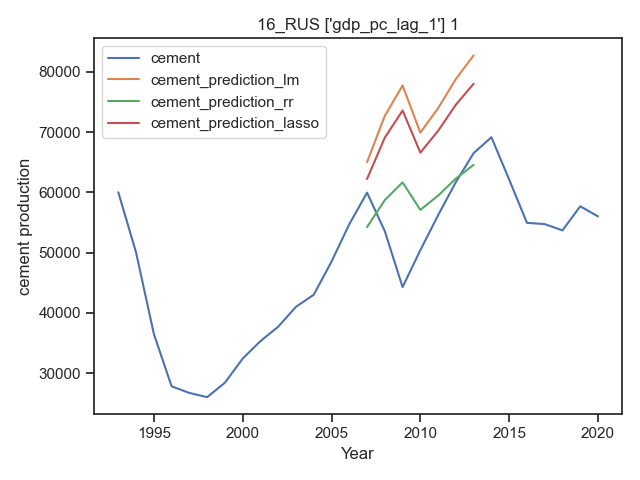 16_RUS ['gdp_pc_lag_1'] 1
cement
cement_prediction_lm
cement_prediction_rr
cement_prediction_lasso
cement production
80000
70000
60000
50000
40000
30000
1995
2000
2005
2010
2015
2020
Year